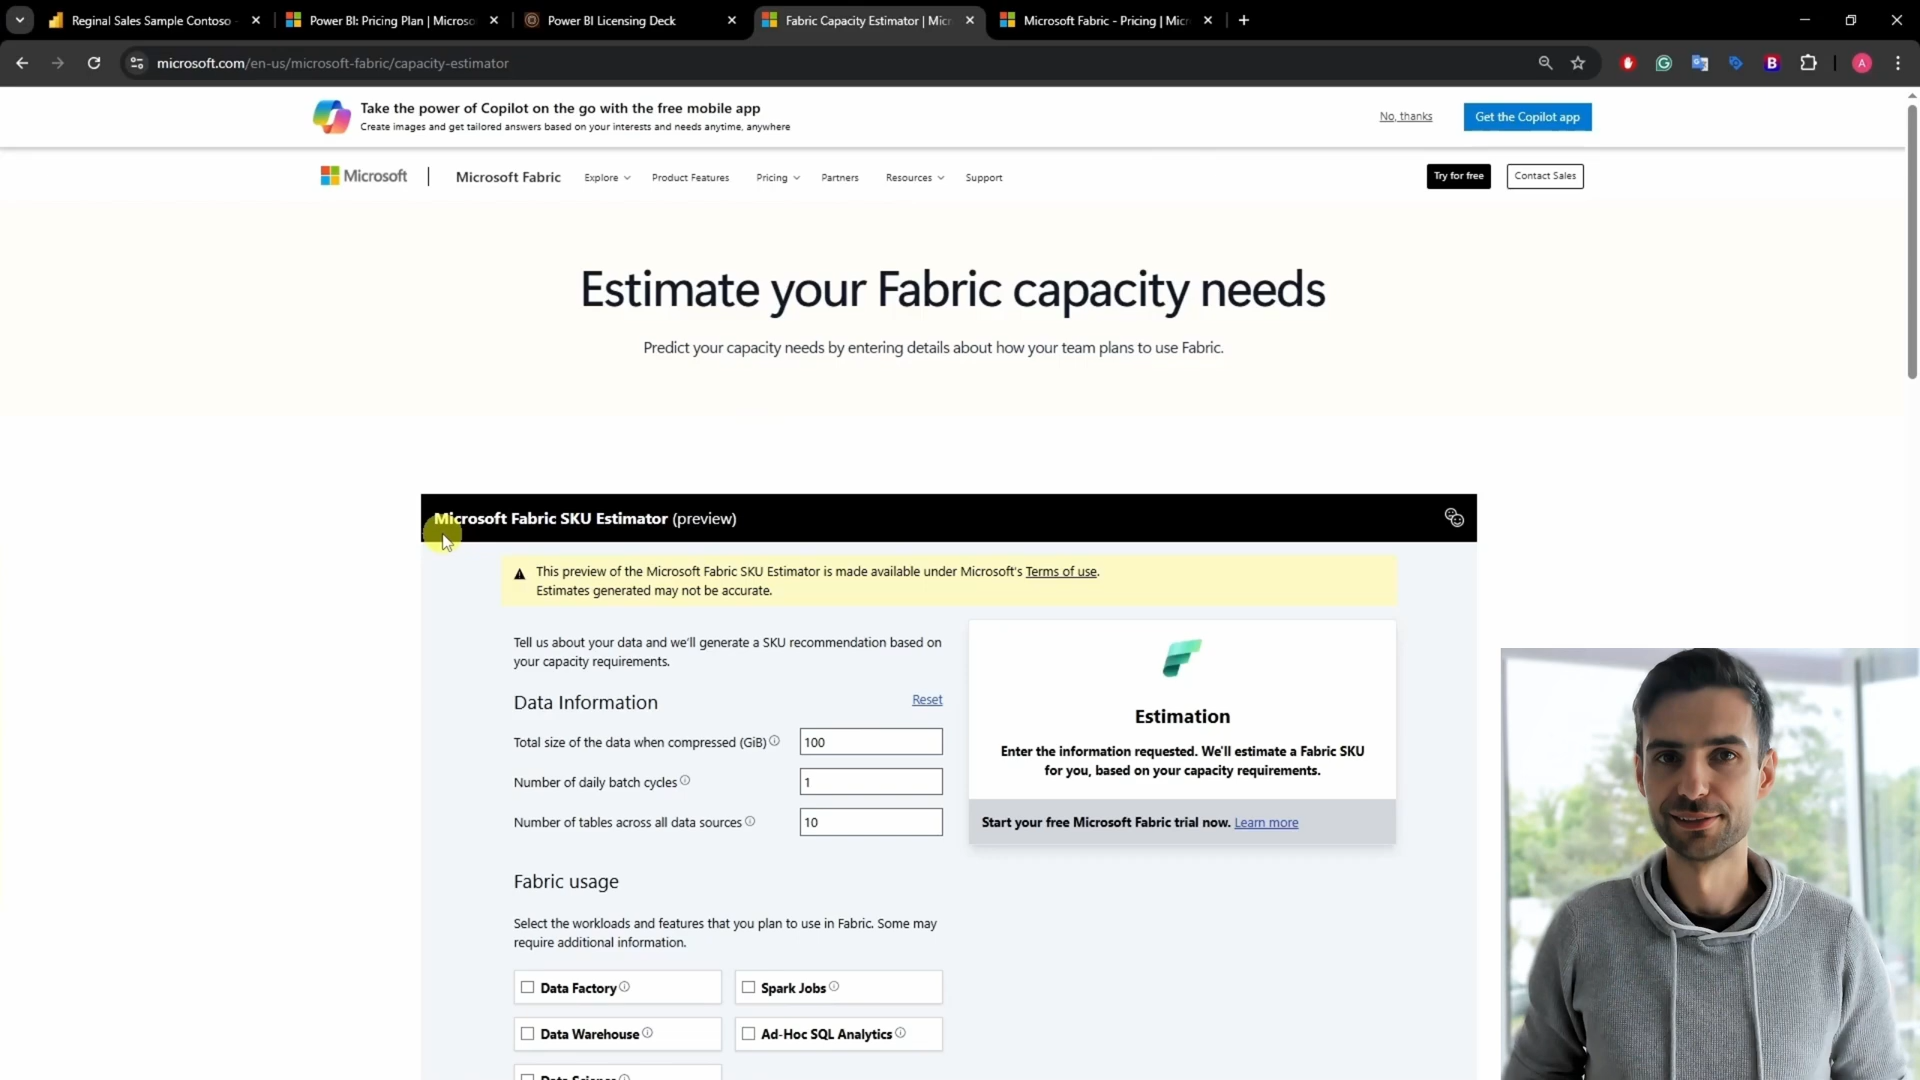 Reginal Sales Sample Contoso
Power BI: Pricing Plan | Microso
Power BI Licensing Deck
Fabric Capacity Estimator | Micr
Microsoft Fabric - Pricing | Micr
microsoft.com/en-us/microsoft-fabric/capacity-estimator
B
A
Take the power of Copilot on the go with the free mobile app
Create images and get tailored answers based on your interests and needs anytime, anywhere
No, thanks
Get the Copilot app
Microsoft
Microsoft Fabric
Explore
Product Features
Pricing
Partners
Resources
Support
Try for free
Contact Sales
Estimate your Fabric capacity needs
Predict your capacity needs by entering details about how your team plans to use Fabric.
Microsoft Fabric SKU Estimator (preview)
This preview of the Microsoft Fabric SKU Estimator is made available under Microsoft's Terms of use.
Estimates generated may not be accurate.
Tell us about your data and we'll generate a SKU recommendation based on
your capacity requirements.
Data Information
Reset
Total size of the data when compressed (GiB)
100
Number of daily batch cycles
1
Number of tables across all data sources
10
Estimation
Enter the information requested. We'll estimate a Fabric SKU
for you, based on your capacity requirements.
Start your free Microsoft Fabric trial now. Learn more
Fabric usage
Select the workloads and features that you plan to use in Fabric. Some may
require additional information.
Data Factory
Spark Jobs
Data Warehouse
Ad-Hoc SQL Analytics
Data Science